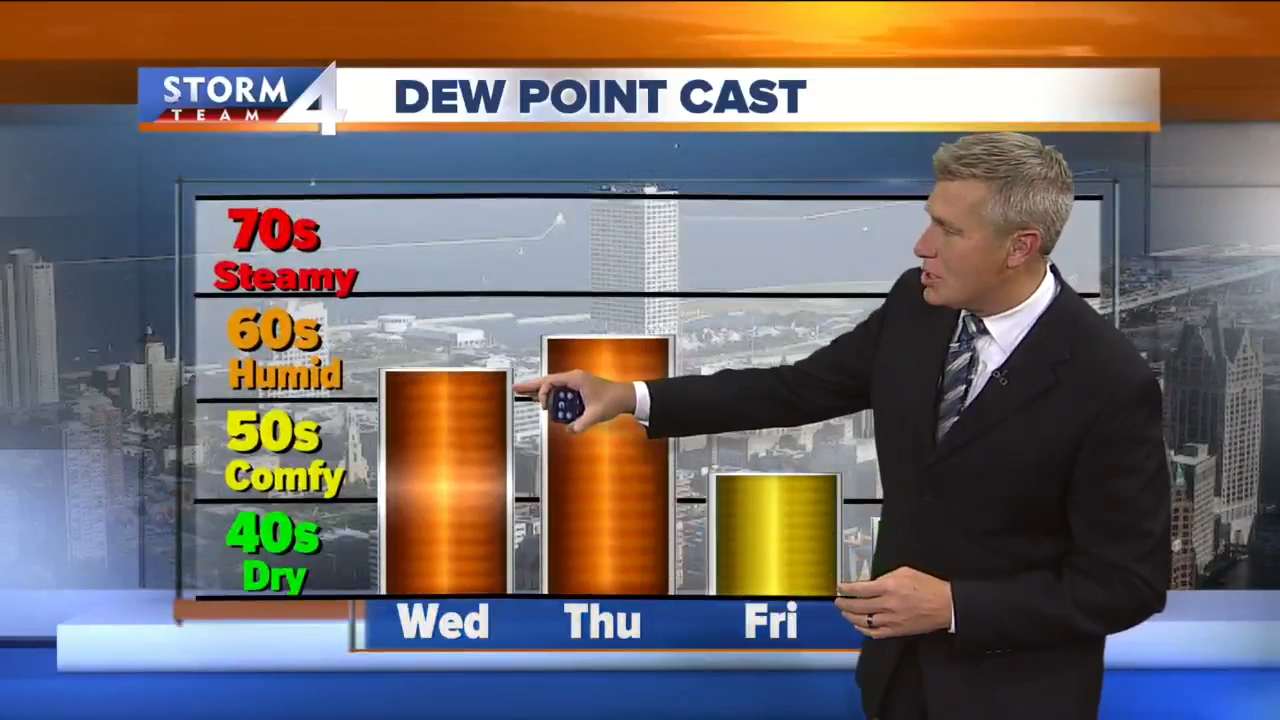 STORM
TEAM
4
DEW POINT CAST
70s
Steamy
60s
Humid
50s
Comfy
40s
Dry
Wed
Thu
Fri